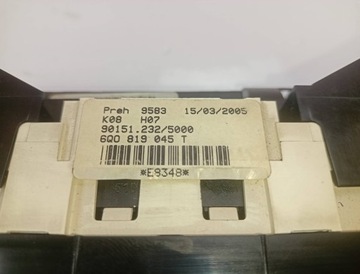 Preh 9583 15/03/2005
K08 H07
90151.232/5000
6Q0 819 045 T
*E8348*